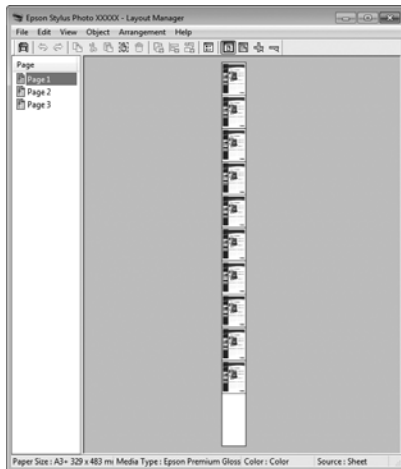 Epson Stylus Photo XXXXX - Layout Manager
File Edit View Object Arrangement Help
Page
Page 1
Page 2
Page 3
Paper Size : A3+ 329 x 483 mi Media Type : Epson Premium Gloss Color : Color Source : Sheet